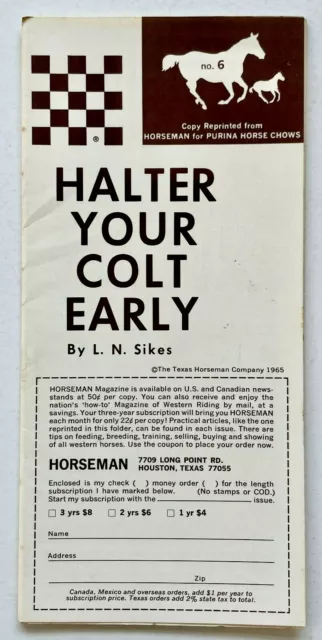 no. 6
Copy Reprinted from
HORSEMAN for PURINA HORSE CHOWS
®
HALTER
YOUR
COLT
EARLY
By L. N. Sikes
©The Texas Horseman Company 1965
HORSEMAN Magazine is available on U.S. and Canadian news-
stands at 50¢ per copy. You can also receive and enjoy the
nation's 'how-to' Magazine of Western Riding by mail, at a
savings. Your three-year subscription will bring you HORSEMAN
each month for only 22¢ per copy! Practical articles, like the one
reprinted in this folder, can be found in each issue. There are
tips on feeding, breeding, training, selling, buying and showing
of all western horses. Use the coupon to place your order now.
HORSEMAN 7709 LONG POINT RD.
HOUSTON, TEXAS 77055
Enclosed is my check ( ) money order ( ) for the length
subscription I have marked below. (No stamps or COD.)
Start my subscription with the issue.
3 yrs $8 2 yrs $6 1 yr $4
Name
Address
Zip
Canada, Mexico and overseas orders, add $1 per year to
subscription price. Texas orders add 2% state tax to total.